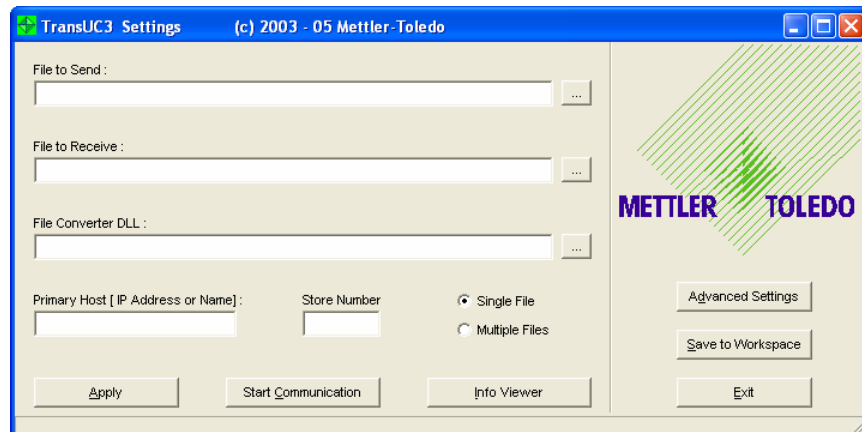 TransUC3 Settings (c) 2003 - 05 Mettler-Toledo
File to Send :
...
File to Receive :
...
File Converter DLL :
...
Primary Host [ IP Address or Name] :
Store Number
Single File
Multiple Files
Apply
Start Communication
Info Viewer
METTLER TOLEDO
Advanced Settings
Save to Workspace
Exit